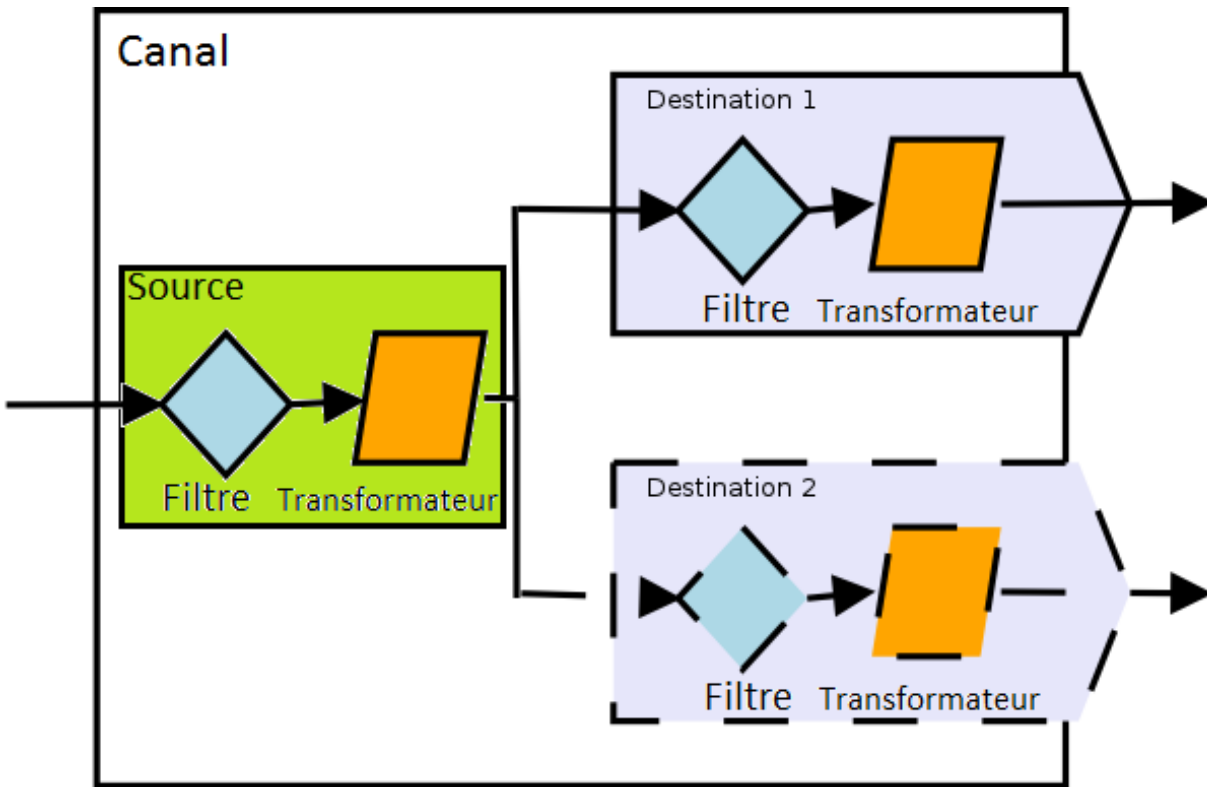 Canal
Destination 1
Filtre
Transformateur
Source
Filtre
Transformateur
Destination 2
Filtre
Transformateur